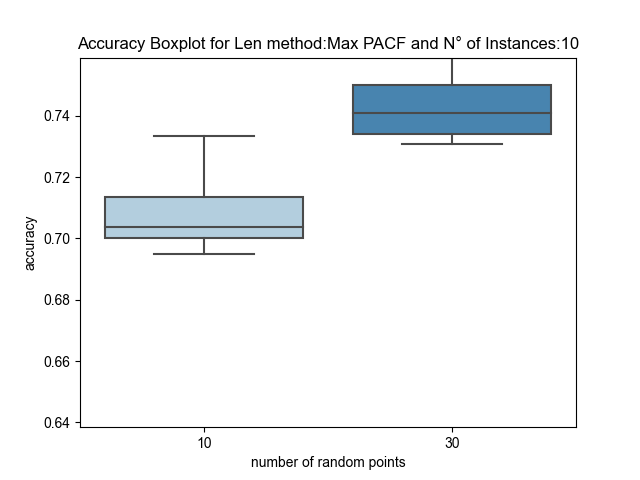 Accuracy Boxplot for Len method:Max PACF and N° of Instances:10
0.74
0.72
0.70
0.68
0.66
0.64
accuracy
10
30
number of random points